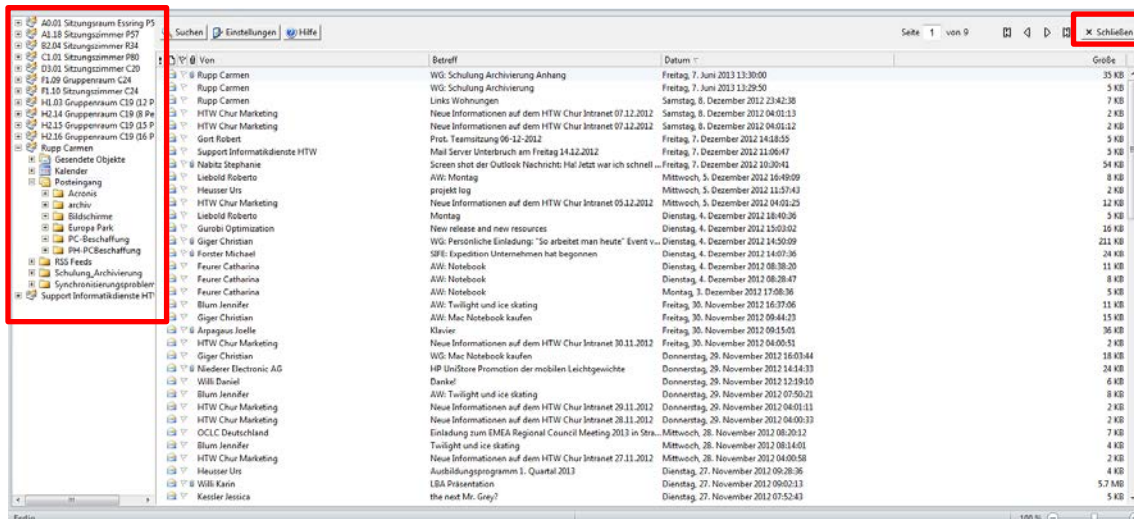 A0.01 Sitzungsraum Essring P5
A1.18 Sitzungszimmer P57
B2.04 Sitzungszimmer R34
C1.01 Sitzungszimmer P80
D3.01 Sitzungszimmer C20
F1.09 Gruppenraum C24
F1.10 Sitzungszimmer C24
H1.03 Gruppenraum C19 (12 P
H2.14 Gruppenraum C19 (8 Pe
H2.15 Gruppenraum C19 (15 P
H2.16 Gruppenraum C19 (16 P
Rupp Carmen
Gesendete Objekte
Kalender
Posteingang
Acronis
archiv
Bildschirme
Europa Park
PC-Beschaffung
PH-PCBeschaffung
RSS Feeds
Schulung_Archivierung
Synchronisierungsproblem
Support Informatikdienste HT
Suchen Einstellungen Hilfe Seite 1 von 9 Schließen
Von Betreff Datum Größe
Rupp Carmen WG: Schulung Archivierung Anhang Freitag, 7. Juni 2013 13:30:00 35 KB
Rupp Carmen WG: Schulung Archivierung Freitag, 7. Juni 2013 13:29:50 5 KB
Rupp Carmen Links Wohnungen Samstag, 8. Dezember 2012 23:42:38 7 KB
HTW Chur Marketing Neue Informationen auf dem HTW Chur Intranet 07.12.2012 Samstag, 8. Dezember 2012 04:01:13 2 KB
HTW Chur Marketing Neue Informationen auf dem HTW Chur Intranet 07.12.2012 Samstag, 8. Dezember 2012 04:01:12 2 KB
Gort Robert Prot. Teamsitzung 06-12-2012 Freitag, 7. Dezember 2012 14:18:55 5 KB
Support Informatikdienste HTW Mail Server Unterbruch am Freitag 14.12.2012 Freitag, 7. Dezember 2012 11:06:47 5 KB
Nabitz Stephanie Screen shot der Outlook Nachricht: Ha! Jetzt war ich schnell ... Freitag, 7. Dezember 2012 10:30:41 54 KB
Liebold Roberto AW: Montag Mittwoch, 5. Dezember 2012 16:49:09 8 KB
Heusser Urs projekt log Mittwoch, 5. Dezember 2012 11:57:43 2 KB
HTW Chur Marketing Neue Informationen auf dem HTW Chur Intranet 05.12.2012 Mittwoch, 5. Dezember 2012 04:01:25 12 KB
Liebold Roberto Montag Dienstag, 4. Dezember 2012 18:40:36 5 KB
Gurobi Optimization New release and new resources Dienstag, 4. Dezember 2012 15:03:02 16 KB
Giger Christian WG: Persönliche Einladung: "So arbeitet man heute" Event v... Dienstag, 4. Dezember 2012 14:50:09 211 KB
Forster Michael SIFE: Expedition Unternehmen hat begonnen Dienstag, 4. Dezember 2012 14:07:36 24 KB
Feurer Catharina AW: Notebook Dienstag, 4. Dezember 2012 08:38:20 11 KB
Feurer Catharina AW: Notebook Dienstag, 4. Dezember 2012 08:28:47 8 KB
Feurer Catharina AW: Notebook Montag, 3. Dezember 2012 17:08:36 5 KB
Blum Jennifer AW: Twilight und ice skating Freitag, 30. November 2012 16:37:06 11 KB
Giger Christian AW: Mac Notebook kaufen Freitag, 30. November 2012 09:44:23 15 KB
Arpagaus Joelle Klavier Freitag, 30. November 2012 09:15:01 36 KB
HTW Chur Marketing Neue Informationen auf dem HTW Chur Intranet 30.11.2012 Freitag, 30. November 2012 04:00:51 2 KB
Giger Christian WG: Mac Notebook kaufen Donnerstag, 29. November 2012 16:03:44 18 KB
Niederer Electronic AG HP UniStore Promotion der mobilen Leichtgewichte Donnerstag, 29. November 2012 14:14:33 24 KB
Willi Daniel Danke! Donnerstag, 29. November 2012 12:19:10 6 KB
Blum Jennifer AW: Twilight und ice skating Donnerstag, 29. November 2012 07:50:21 8 KB
HTW Chur Marketing Neue Informationen auf dem HTW Chur Intranet 29.11.2012 Donnerstag, 29. November 2012 04:01:11 2 KB
HTW Chur Marketing Neue Informationen auf dem HTW Chur Intranet 28.11.2012 Donnerstag, 29. November 2012 04:00:33 2 KB
OCLC Deutschland Einladung zum EMEA Regional Council Meeting 2013 in Stra... Mittwoch, 28. November 2012 08:20:12 7 KB
Blum Jennifer Twilight und ice skating Mittwoch, 28. November 2012 08:14:01 4 KB
HTW Chur Marketing Neue Informationen auf dem HTW Chur Intranet 27.11.2012 Mittwoch, 28. November 2012 04:00:58 2 KB
Heusser Urs Ausbildungsprogramm 1. Quartal 2013 Dienstag, 27. November 2012 09:28:36 4 KB
Willi Karin LBA Präsentation Dienstag, 27. November 2012 09:02:13 5.7 MB
Kessler Jessica the next Mr. Grey? Dienstag, 27. November 2012 07:52:43 5 KB
100 %